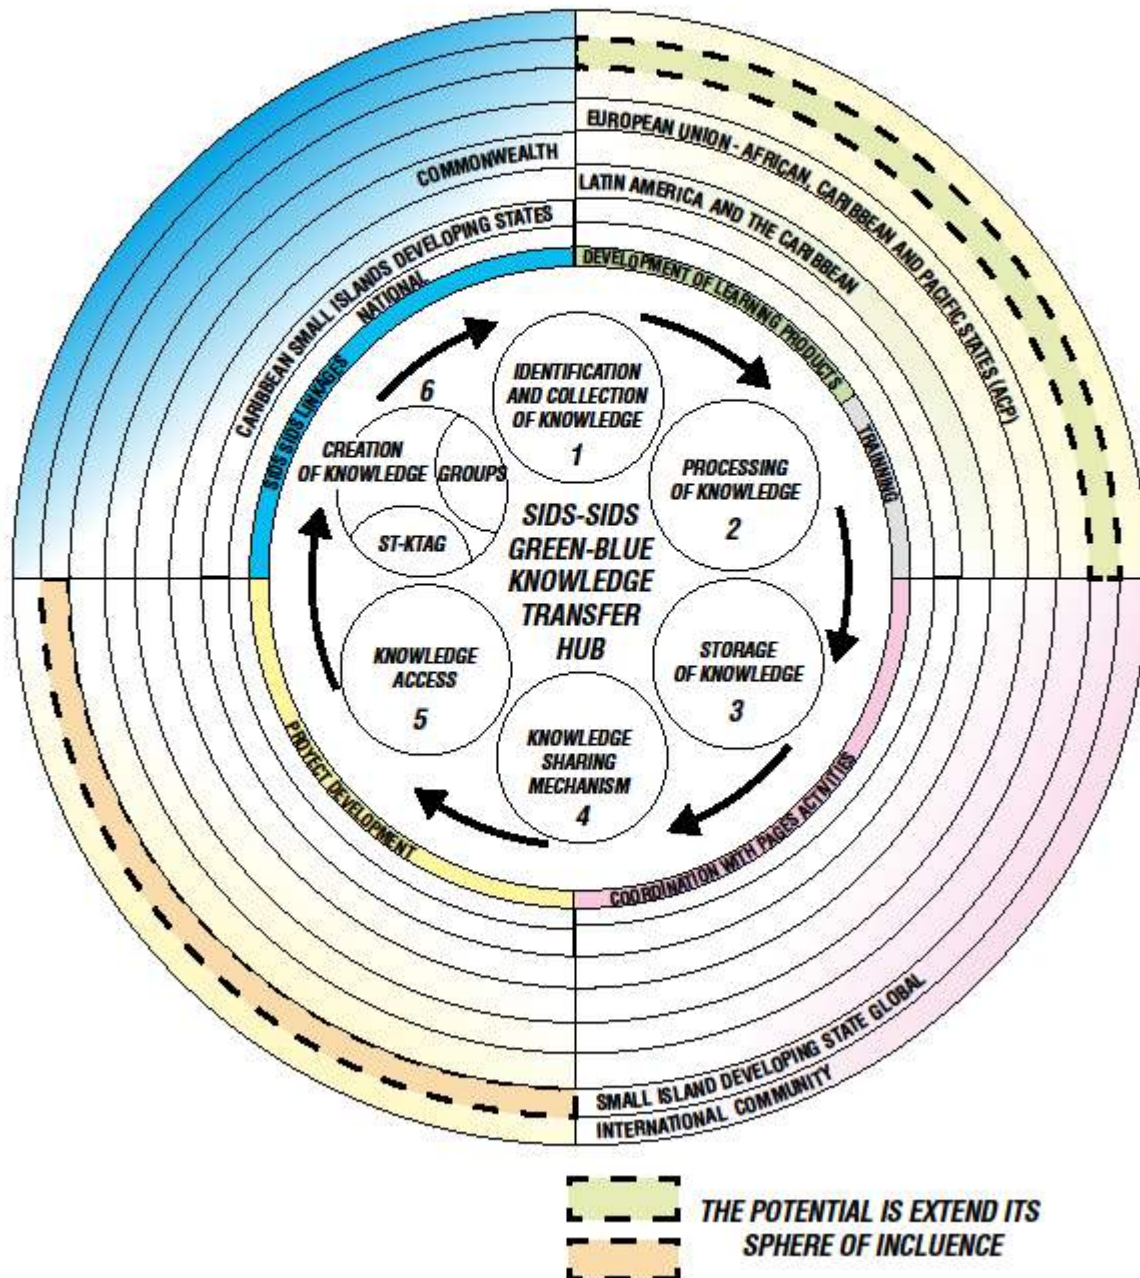 COMMONWEALTH
CARIBBEAN SMALL ISLANDS DEVELOPING STATES
NATIONAL
SIDS SIDS LINKAGES
EUROPEAN UNION - AFRICAN, CARIBBEAN AND PACIFIC STATES (ACP)
LATIN AMERICA AND THE CARIBBEAN
DEVELOPMENT OF LEARNING PRODUCTS
TRAINING
IDENTIFICATION
AND COLLECTION
OF KNOWLEDGE
1
PROCESSING
OF KNOWLEDGE
2
STORAGE
OF KNOWLEDGE
3
KNOWLEDGE
SHARING
MECHANISM
4
KNOWLEDGE
ACCESS
5
6
CREATION
OF KNOWLEDGE
GROUPS
ST-KTAG
SIDS-SIDS
GREEN-BLUE
KNOWLEDGE
TRANSFER
HUB
PROYECT DEVELOPMENT
COORDINATION WITH PAGES ACTIVITIES
SMALL ISLAND DEVELOPING STATE GLOBAL
INTERNATIONAL COMMUNITY
THE POTENTIAL IS EXTEND ITS
SPHERE OF INCLUENCE